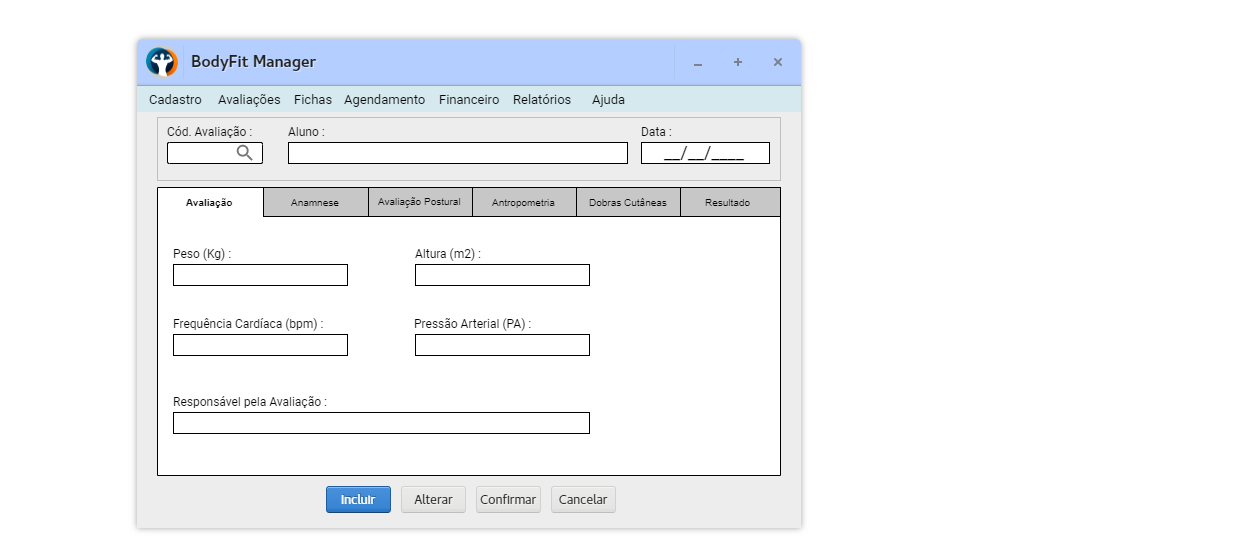 BodyFit Manager
Cadastro Avaliações Fichas Agendamento Financeiro Relatórios Ajuda
Cód. Avaliação : Aluno : Data :
__/__/____
Avaliação Anamnese Avaliação Postural Antropometria Dobras Cutâneas Resultado
Peso (Kg) : Altura (m2) :
Frequência Cardíaca (bpm) : Pressão Arterial (PA) :
Responsável pela Avaliação :
Incluir Alterar Confirmar Cancelar